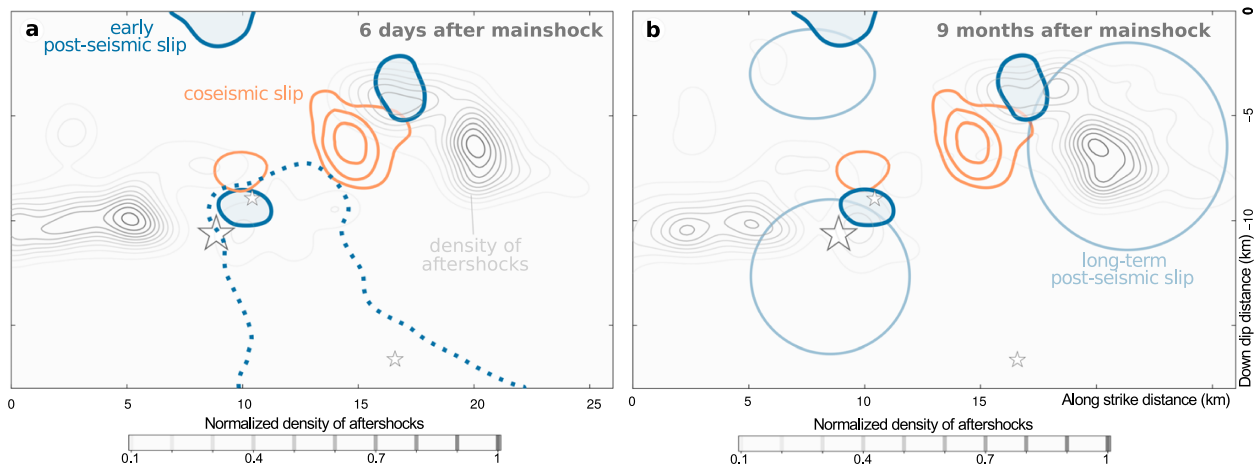 a
early
post-seismic slip
6 days after mainshock
coseismic slip
density of
aftershocks
0 5 10 15 20 25
Normalized density of aftershocks
0.1 0.4 0.7 1
b
9 months after mainshock
long-term
post-seismic slip
0
−5
−10
Down dip distance (km)
0 5 10 15 Along strike distance (km)
Normalized density of aftershocks
0.1 0.4 0.7 1